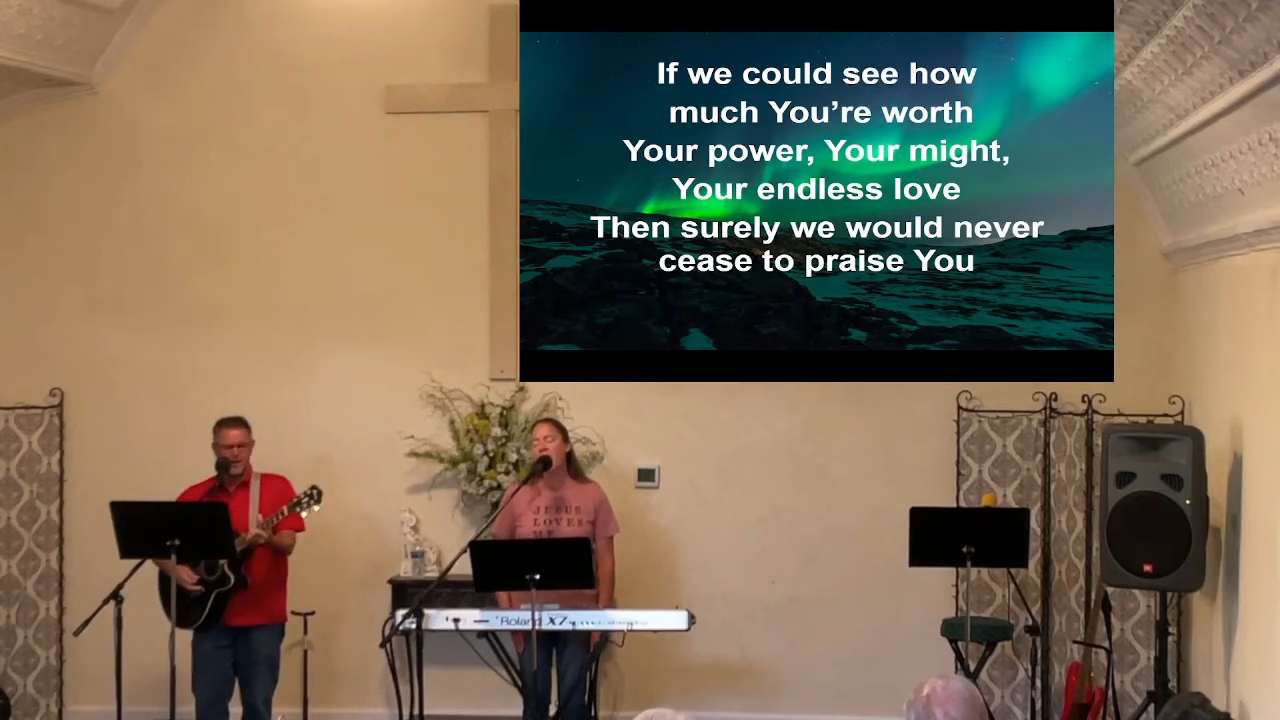 If we could see how
much You’re worth
Your power, Your might,
Your endless love
Then surely we would never
cease to praise You
JESUS
LOVES
ME
Roland